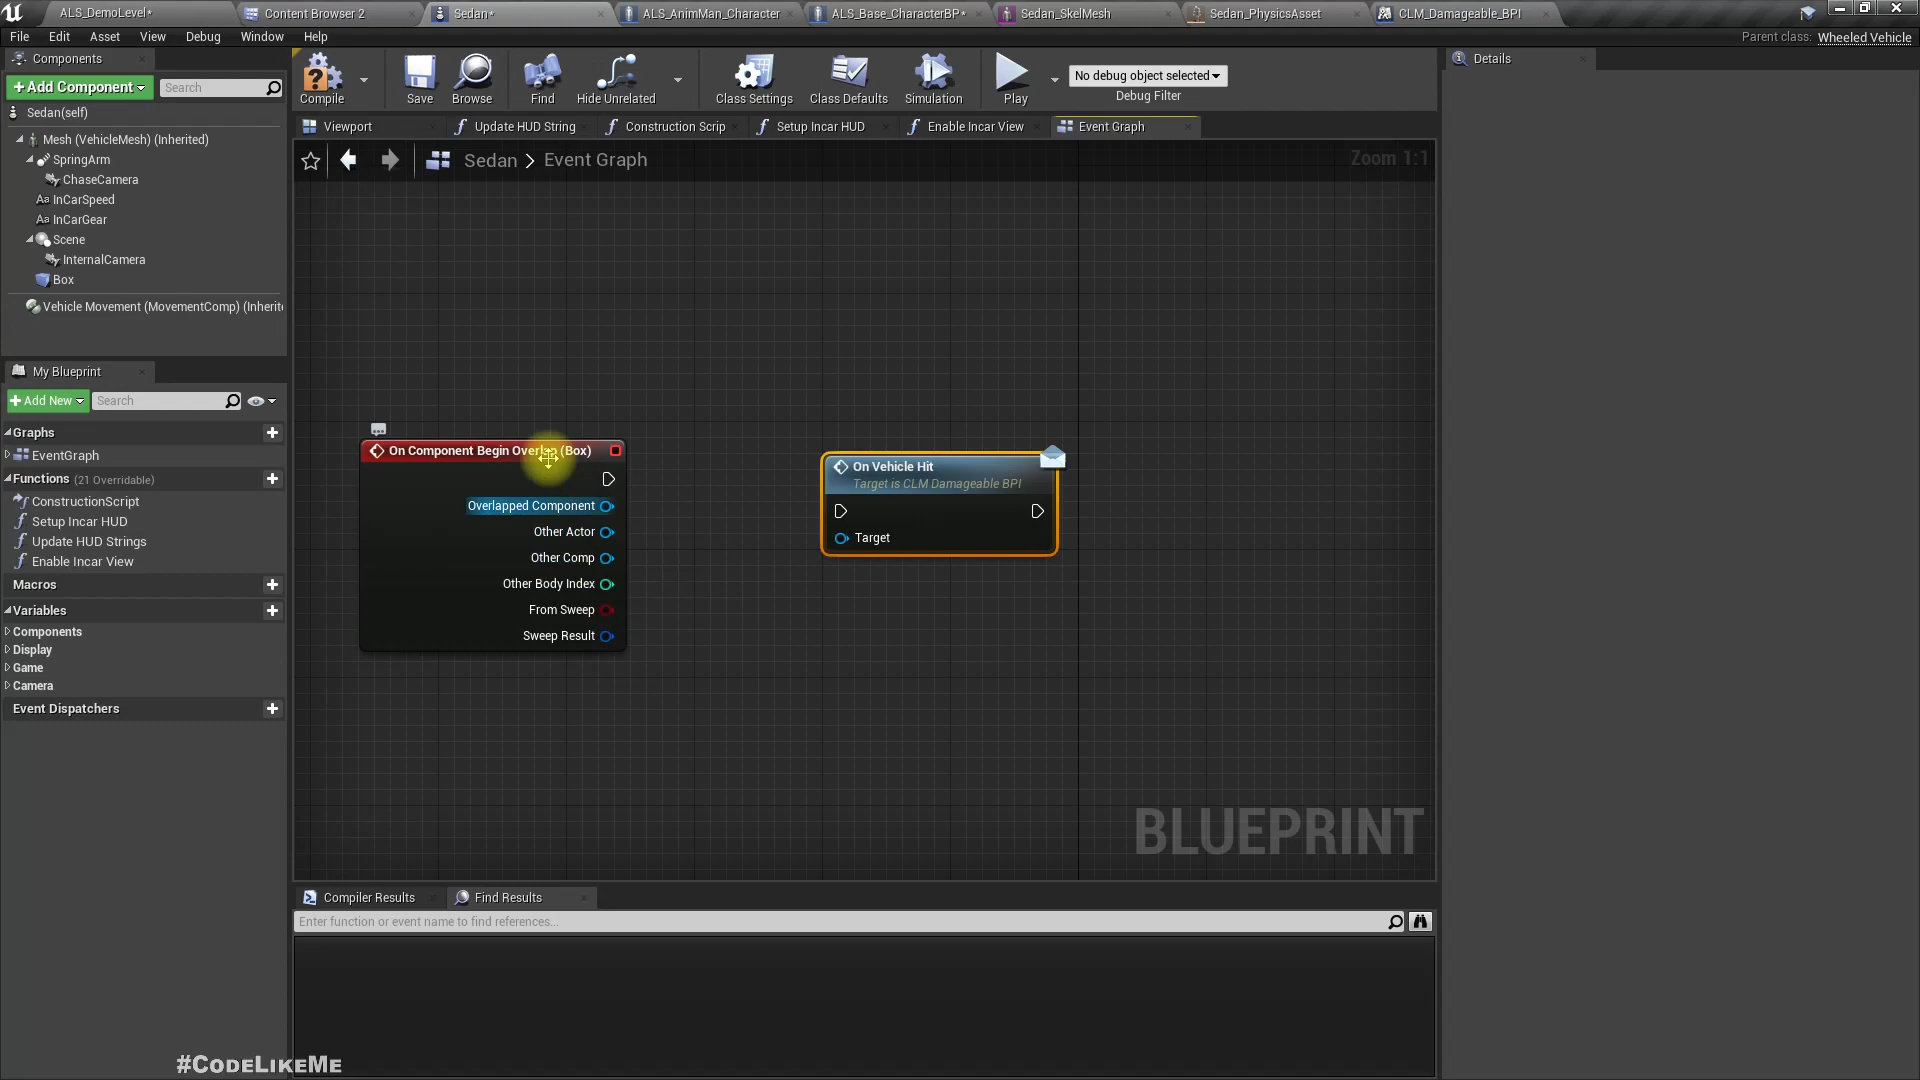 ALS_DemoLevel*
Content Browser 2
Sedan*
ALS_AnimMan_Character
ALS_Base_CharacterBP*
Sedan_SkelMesh
Sedan_PhysicsAsset
CLM_Damageable_BPI
File Edit Asset View Debug Window Help
Parent class: Wheeled Vehicle
Components
+Add Component
Search
Sedan(self)
Mesh (VehicleMesh) (Inherited)
SpringArm
ChaseCamera
InCarSpeed
InCarGear
Scene
InternalCamera
Box
Vehicle Movement (MovementComp) (Inherite
My Blueprint
+Add New
Search
Graphs
EventGraph
Functions (21 Overridable)
ConstructionScript
Setup Incar HUD
Update HUD Strings
Enable Incar View
Macros
Variables
Components
Display
Game
Camera
Event Dispatchers
Compile
Save
Browse
Find
Hide Unrelated
Class Settings
Class Defaults
Simulation
Play
No debug object selected
Debug Filter
Viewport
Update HUD String
Construction Scrip
Setup Incar HUD
Enable Incar View
Event Graph
Sedan > Event Graph
Zoom 1:1
On Component Begin Overlap (Box)
Overlapped Component
Other Actor
Other Comp
Other Body Index
From Sweep
Sweep Result
On Vehicle Hit
Target is CLM Damageable BPI
Target
BLUEPRINT
Compiler Results
Find Results
Enter function or event name to find references...
Details
#CodeLikeMe